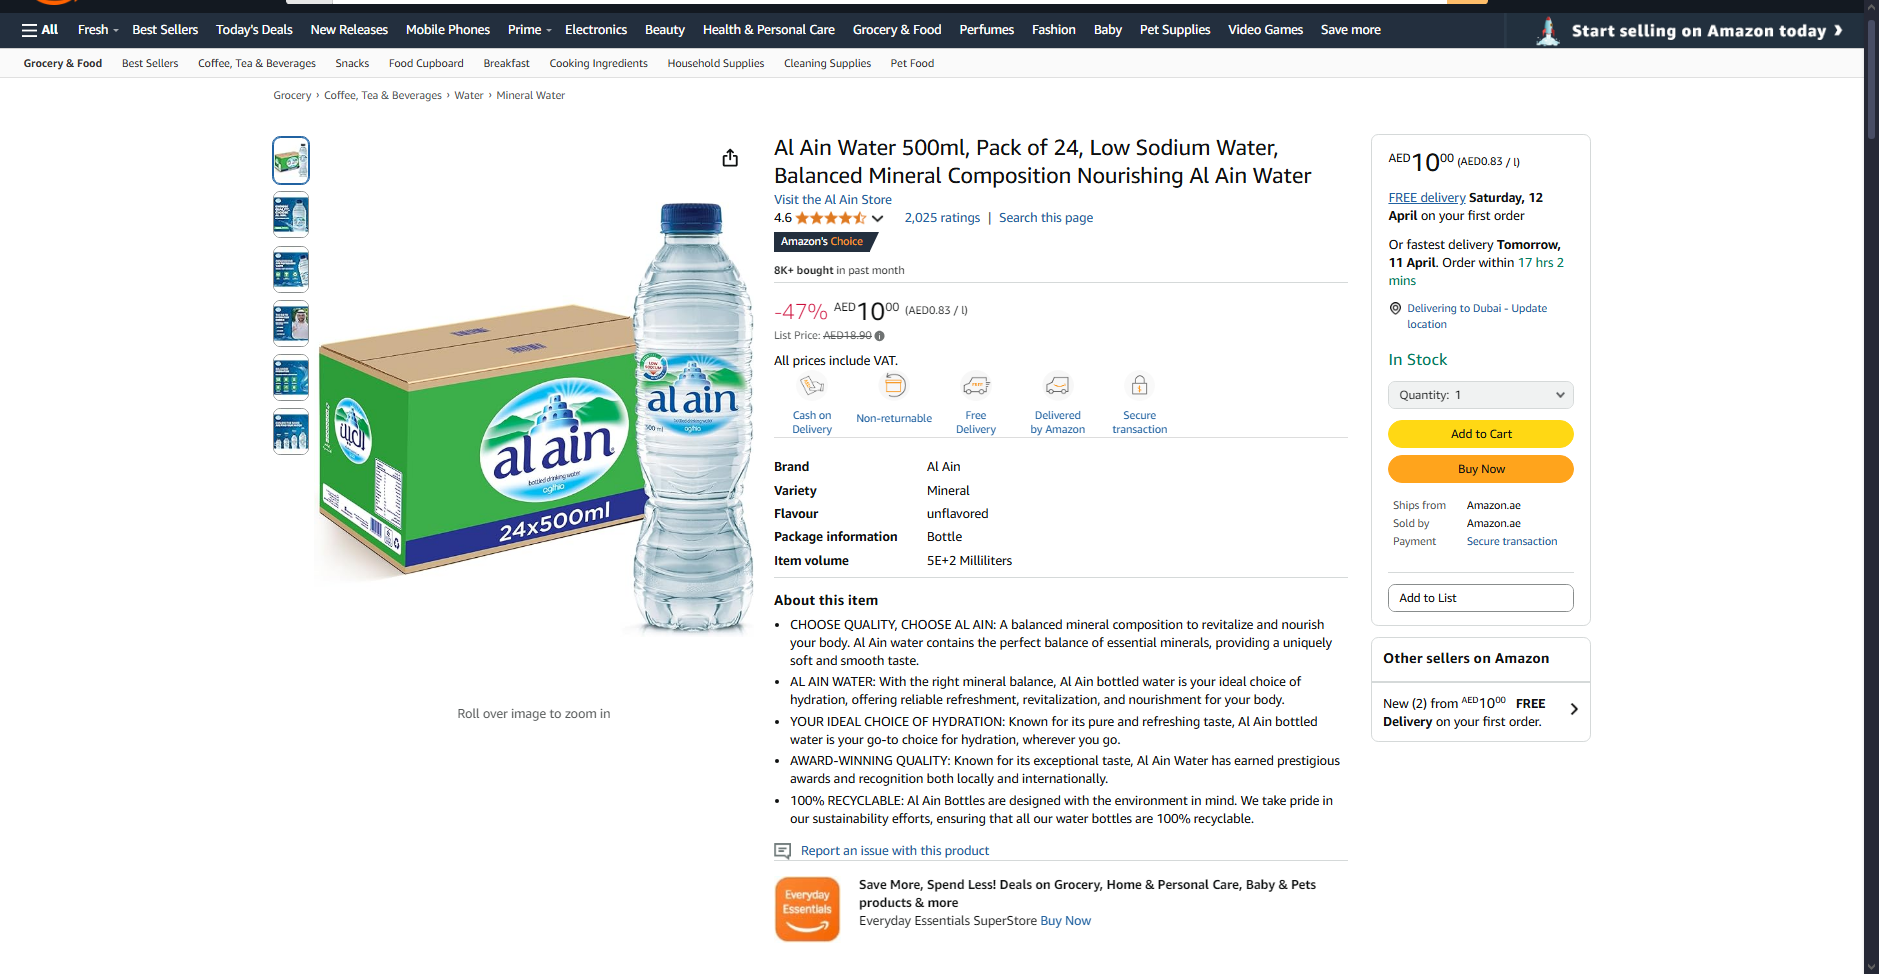 All
Fresh
Best Sellers
Today's Deals
New Releases
Mobile Phones
Prime
Electronics
Beauty
Health & Personal Care
Grocery & Food
Perfumes
Fashion
Baby
Pet Supplies
Video Games
Save more
Start selling on Amazon today ❯
Grocery & Food
Best Sellers
Coffee, Tea & Beverages
Snacks
Food Cupboard
Breakfast
Cooking Ingredients
Household Supplies
Cleaning Supplies
Pet Food
Grocery › Coffee, Tea & Beverages › Water › Mineral Water
al ain
bottled drinking water
العين
24x500ml
LOW SODIUM
al ain
bottled drinking water
500 ml
Roll over image to zoom in
Al Ain Water 500ml, Pack of 24, Low Sodium Water,
Balanced Mineral Composition Nourishing Al Ain Water
Visit the Al Ain Store
4.6
2,025 ratings | Search this page
Amazon's Choice
8K+ bought in past month
-47% AED1000 (AED0.83 / l)
List Price: AED18.90
All prices include VAT.
Cash on
Delivery
Non-returnable
Free
Delivery
Delivered
by Amazon
Secure
transaction
Brand Al Ain
Variety Mineral
Flavour unflavored
Package information Bottle
Item volume 5E+2 Milliliters
About this item
• CHOOSE QUALITY, CHOOSE AL AIN: A balanced mineral composition to revitalize and nourish
your body. Al Ain water contains the perfect balance of essential minerals, providing a uniquely
soft and smooth taste.
• AL AIN WATER: With the right mineral balance, Al Ain bottled water is your ideal choice of
hydration, offering reliable refreshment, revitalization, and nourishment for your body.
• YOUR IDEAL CHOICE OF HYDRATION: Known for its pure and refreshing taste, Al Ain bottled
water is your go-to choice for hydration, wherever you go.
• AWARD-WINNING QUALITY: Known for its exceptional taste, Al Ain Water has earned prestigious
awards and recognition both locally and internationally.
• 100% RECYCLABLE: Al Ain Bottles are designed with the environment in mind. We take pride in
our sustainability efforts, ensuring that all our water bottles are 100% recyclable.
Report an issue with this product
Everyday
Essentials
Save More, Spend Less! Deals on Grocery, Home & Personal Care, Baby & Pets
products & more
Everyday Essentials SuperStore Buy Now
AED1000 (AED0.83 / l)
FREE delivery Saturday, 12
April on your first order
Or fastest delivery Tomorrow,
11 April. Order within 17 hrs 2
mins
Delivering to Dubai - Update
location
In Stock
Quantity: 1
Add to Cart
Buy Now
Ships from Amazon.ae
Sold by Amazon.ae
Payment Secure transaction
Add to List
Other sellers on Amazon
New (2) from AED1000 FREE
Delivery on your first order.